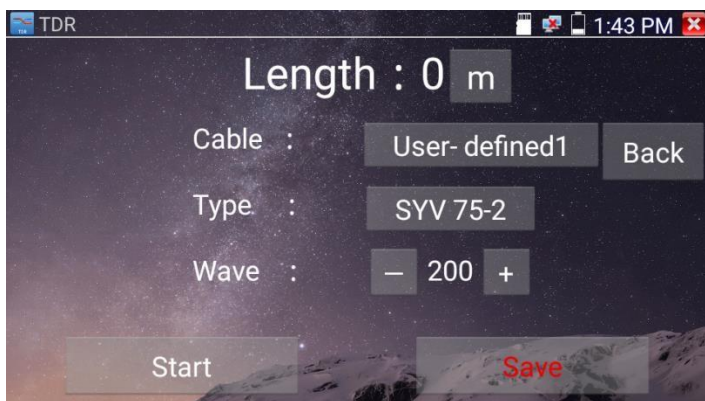 TDR 1:43 PM
Length : 0 m
Cable : User- defined1 Back
Type : SYV 75-2
Wave : — 200 +
Start Save